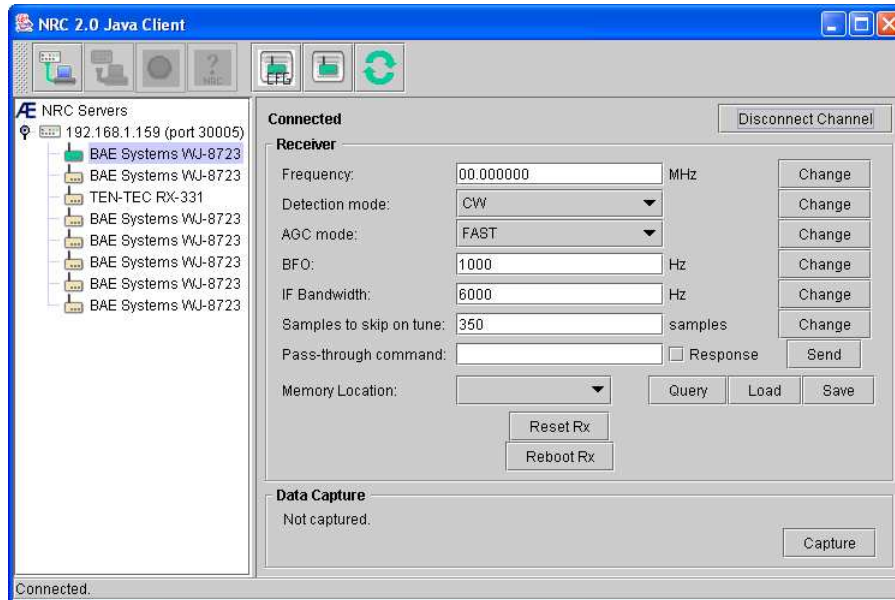 NRC 2.0 Java Client
? NRC
EFG
Æ NRC Servers
192.168.1.159 (port 30005)
BAE Systems WJ-8723
BAE Systems WJ-8723
TEN-TEC RX-331
BAE Systems WJ-8723
BAE Systems WJ-8723
BAE Systems WJ-8723
BAE Systems WJ-8723
BAE Systems WJ-8723
Connected
Disconnect Channel
Receiver
Frequency: 00.000000 MHz Change
Detection mode: CW Change
AGC mode: FAST Change
BFO: 1000 Hz Change
IF Bandwidth: 6000 Hz Change
Samples to skip on tune: 350 samples Change
Pass-through command: Response Send
Memory Location: Query Load Save
Reset Rx
Reboot Rx
Data Capture
Not captured.
Capture
Connected.